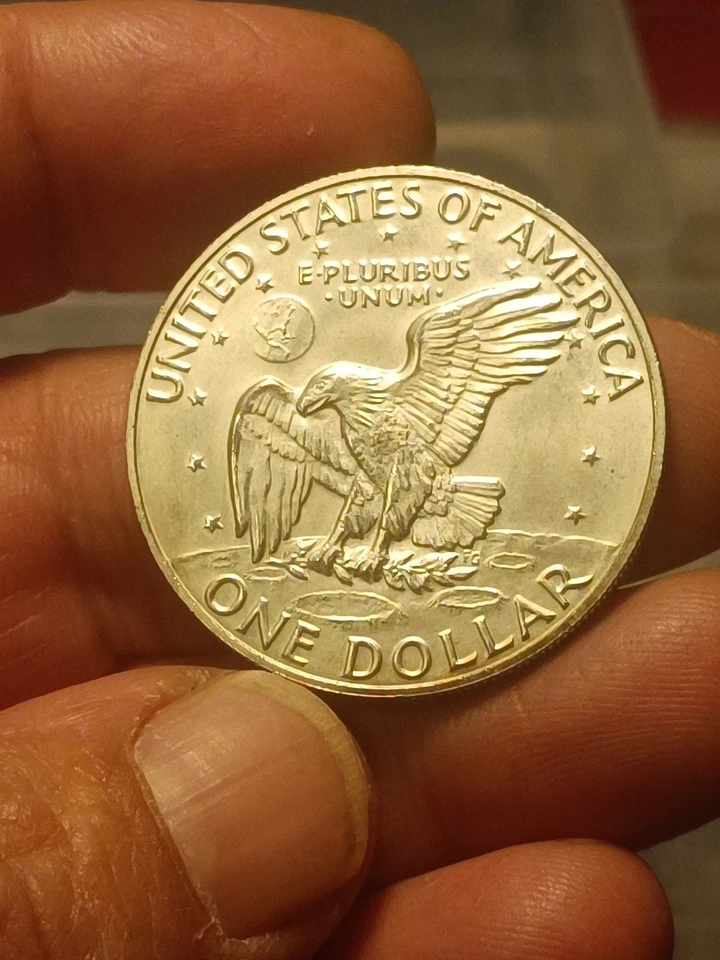 UNITED STATES OF AMERICA
E·PLURIBUS
·UNUM·
ONE DOLLAR